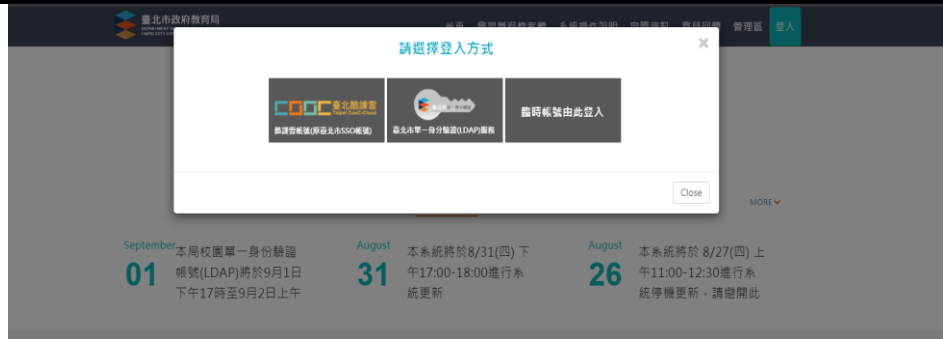 臺北市政府教育局
管理區 登入
請選擇登入方式
×
COOC 臺北酷課雲
Taipei CooC-Cloud
酷課雲帳號(原臺北市SSO帳號)
臺北市單一身分驗證(LDAP)服務
臨時帳號由此登入
Close
MORE
September
01
本局校園單一身份驗證
帳號(LDAP)將於9月1日
下午17時至9月2日上午
August
31
本系統將於8/31(四) 下
午17:00-18:00進行系
統更新
August
26
本系統將於 8/27(四) 上
午11:00-12:30進行系
統停機更新，請避開此